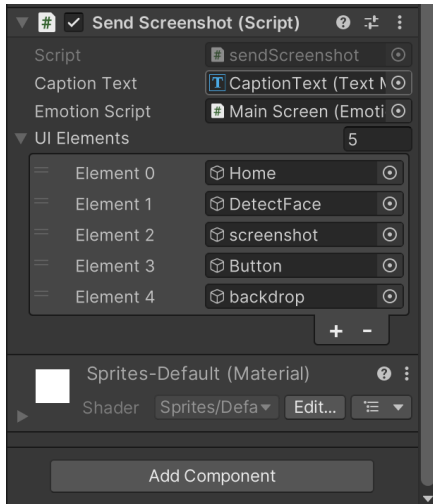 Send Screenshot (Script)
Script sendScreenshot
Caption Text CaptionText (Text M
Emotion Script Main Screen (Emoti
UI Elements 5
Element 0 Home
Element 1 DetectFace
Element 2 screenshot
Element 3 Button
Element 4 backdrop
+ -
Sprites-Default (Material)
Shader Sprites/Defa Edit...
Add Component